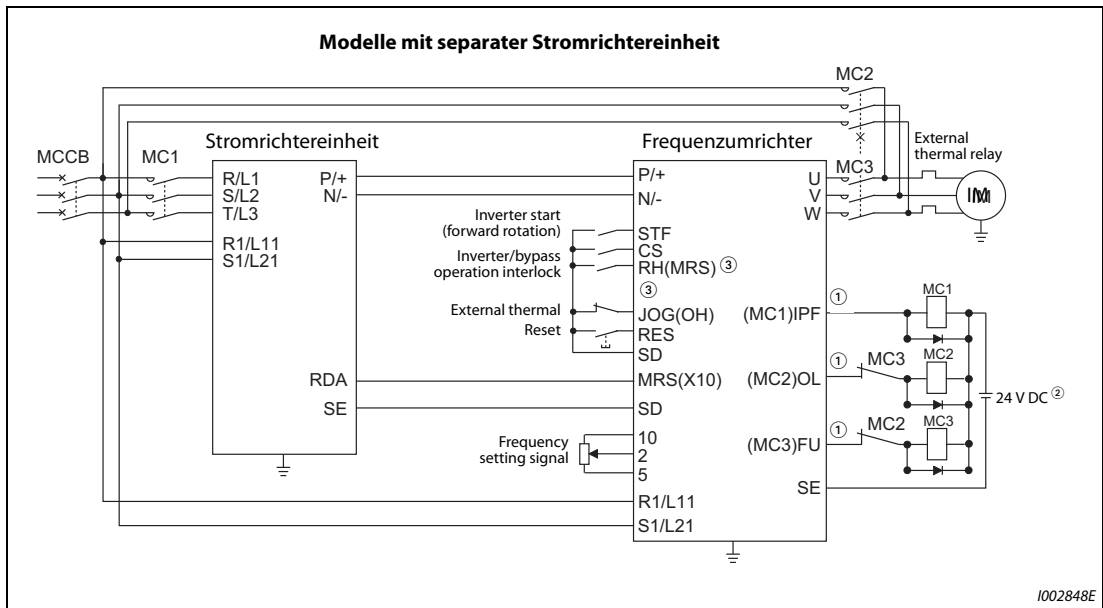 Modelle mit separater Stromrichtereinheit
MC2
Stromrichtereinheit
Frequenzumrichter
External
thermal relay
MCCB
MC1
MC3
R/L1
S/L2
T/L3
R1/L11
S1/L21
P/+
N/-
P/+
N/-
U
V
W
IM
Inverter start
(forward rotation)
Inverter/bypass
operation interlock
External thermal
Reset
STF
CS
RH(MRS) ③
③
JOG(OH)
RES
SD
(MC1)IPF
①
MC1
RDA
MRS(X10)
(MC2)OL
①
MC3
MC2
24 V DC ②
SE
SD
Frequency
setting signal
10
2
5
(MC3)FU
①
MC2
MC3
SE
R1/L11
S1/L21
I002848E